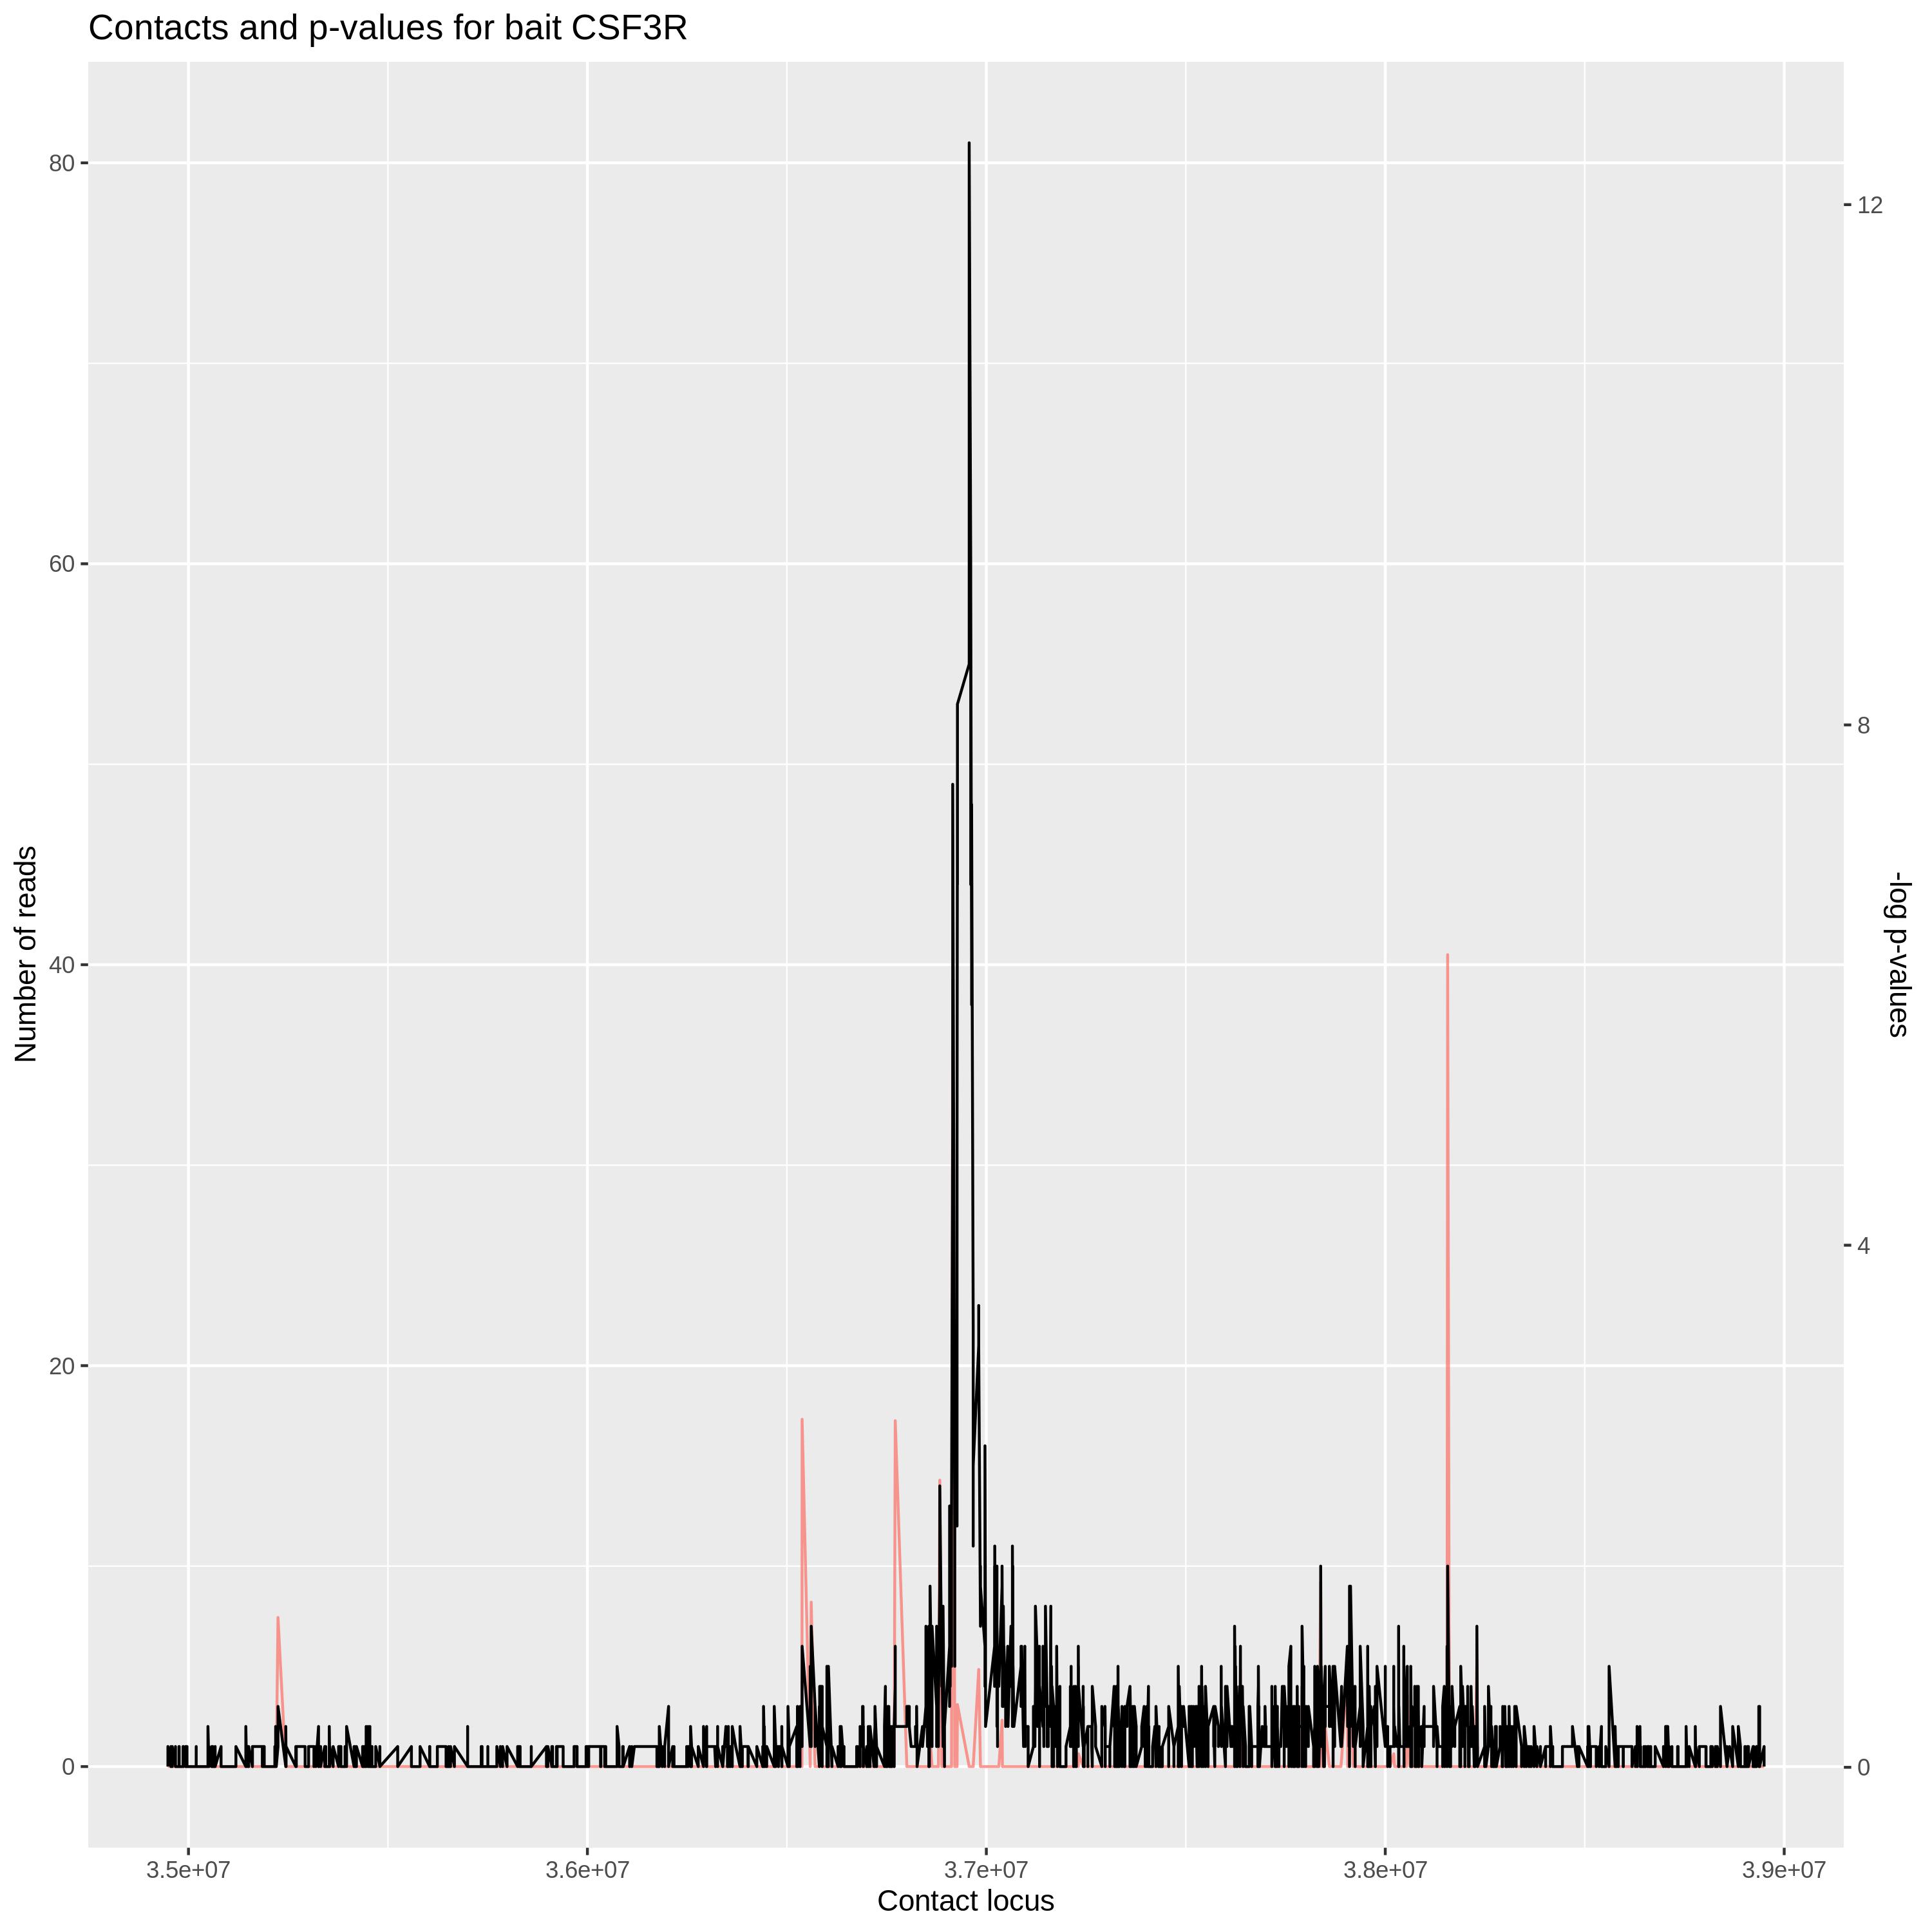 Contacts and p-values for bait CSF3R
80
60
40
20
0
Number of reads
12
8
4
0
-log p-values
3.5e+07 3.6e+07 3.7e+07 3.8e+07 3.9e+07
Contact locus